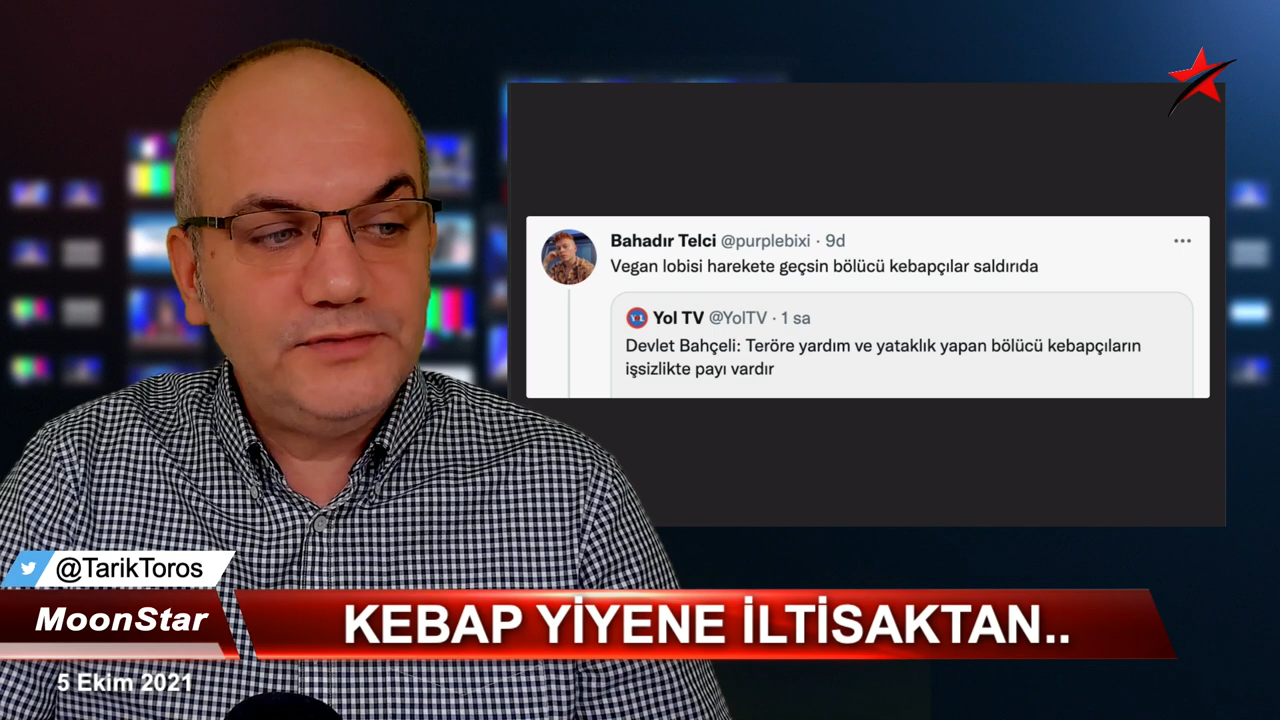 Bahadır Telci @purplebixi · 9d
Vegan lobisi harekete geçsin bölücü kebapçılar saldırıda
YOL Yol TV @YolTV · 1 sa
Devlet Bahçeli: Teröre yardım ve yataklık yapan bölücü kebapçıların
işsizlikte payı vardır
@TarikToros
MoonStar
KEBAP YİYENE İLTİSAKTAN..
5 Ekim 2021